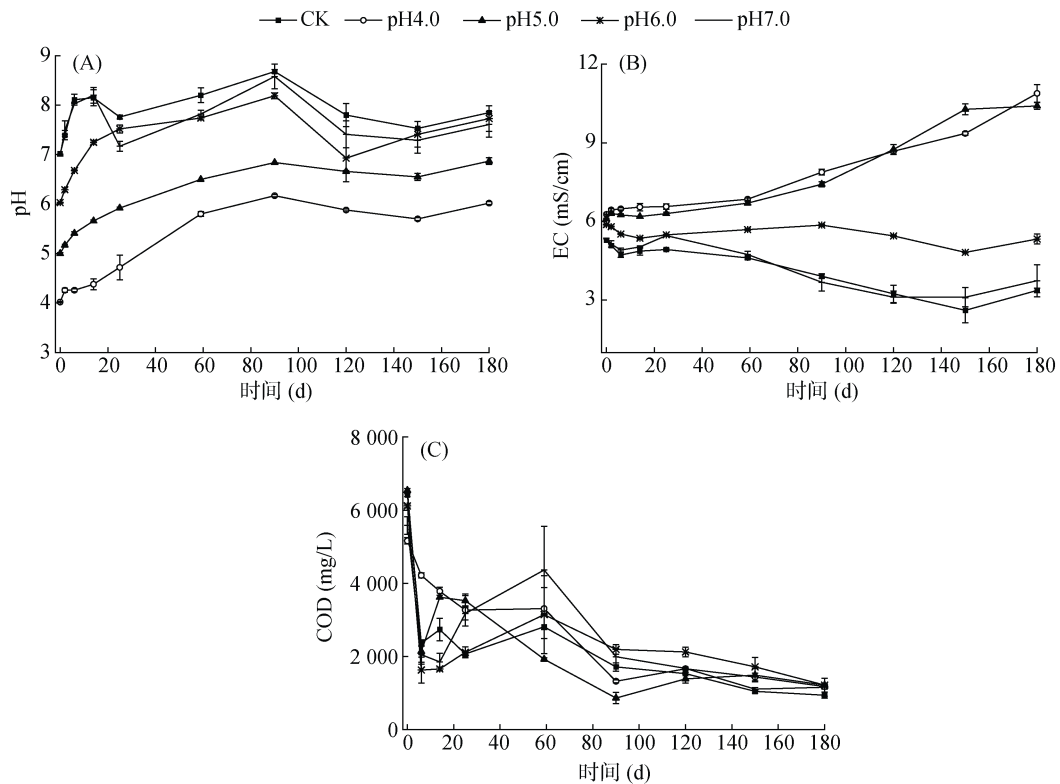 CK pH4.0 pH5.0 pH6.0 pH7.0
(A)
9
8
7
6
5
4
3
pH
0 20 40 60 80 100 120 140 160 180
时间 (d)
(B)
12
9
6
3
EC (mS/cm)
0 20 40 60 80 100 120 140 160 180
时间 (d)
(C)
8 000
6 000
4 000
2 000
0
COD (mg/L)
0 20 40 60 80 100 120 140 160 180
时间 (d)